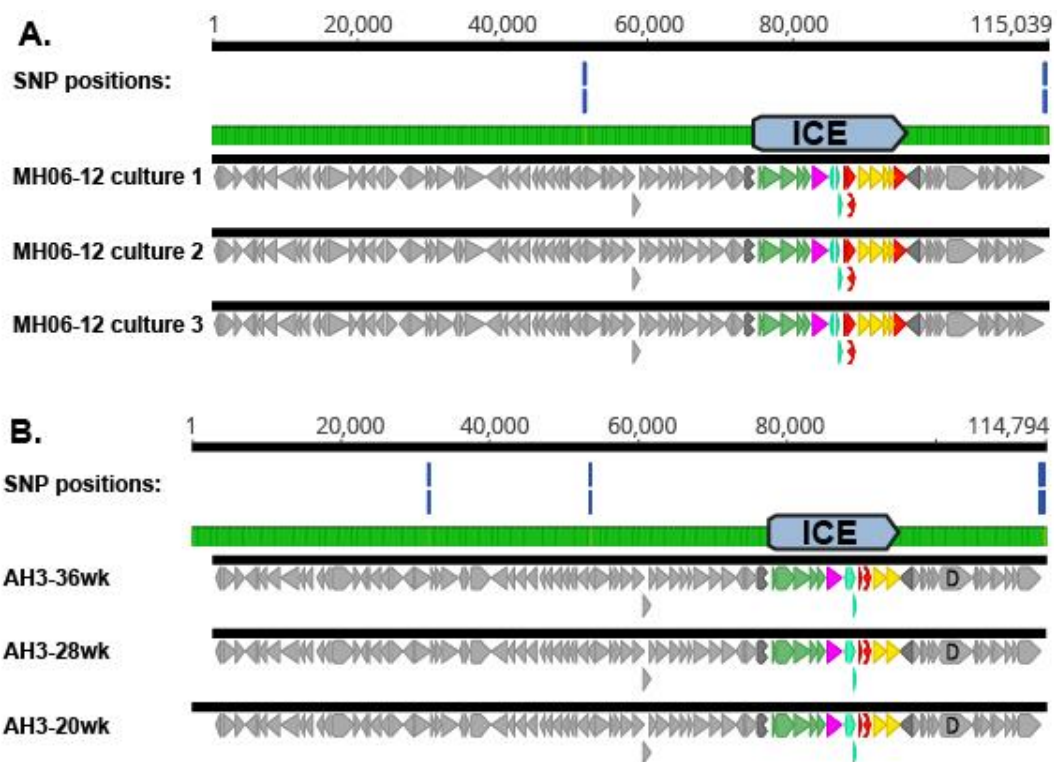 A.
1 20,000 40,000 60,000 80,000 115,039
SNP positions:
ICE
MH06-12 culture 1
MH06-12 culture 2
MH06-12 culture 3
B.
1 20,000 40,000 60,000 80,000 114,794
SNP positions:
ICE
AH3-36wk D
AH3-28wk D
AH3-20wk D